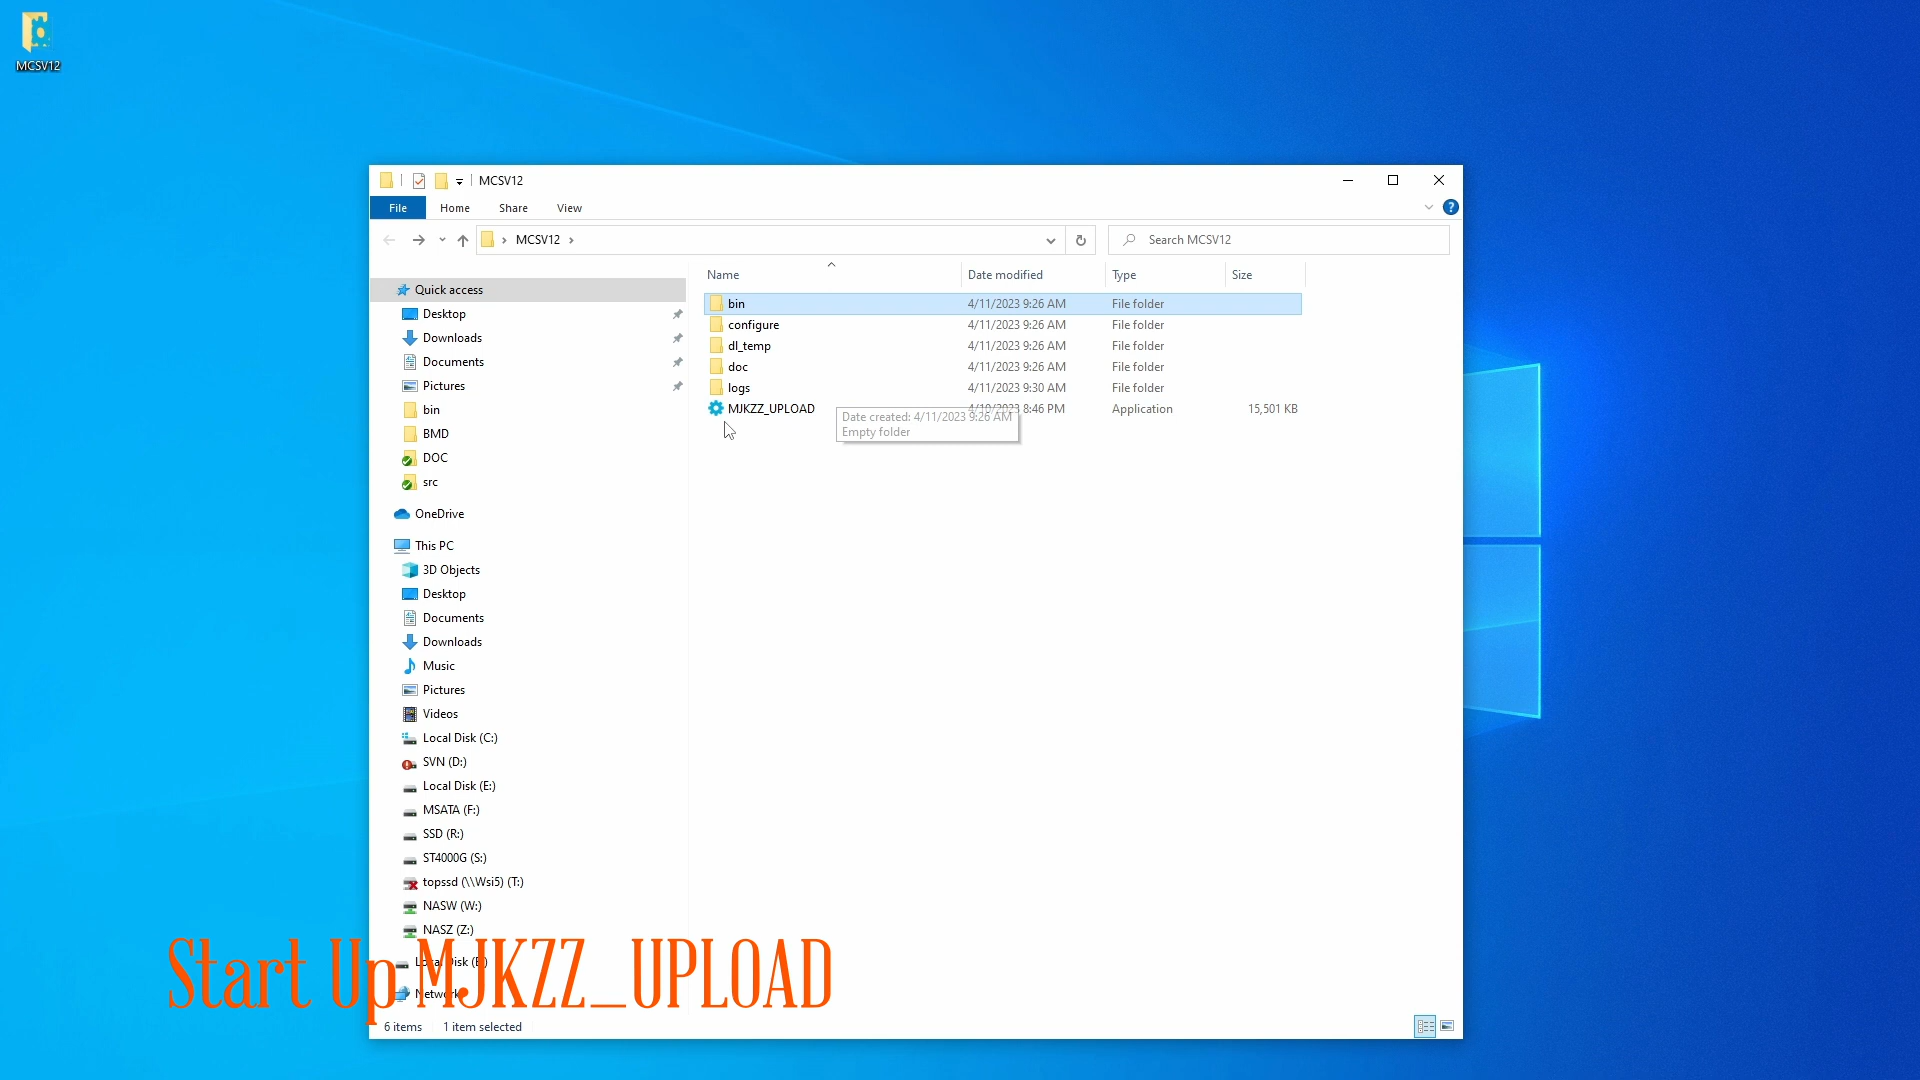 MCSV12
MCSV12
File Home Share View
MCSV12
Search MCSV12
Name Date modified Type Size
Quick access
Desktop
Downloads
Documents
Pictures
bin
BMD
DOC
src
OneDrive
This PC
3D Objects
Desktop
Documents
Downloads
Music
Pictures
Videos
Local Disk (C:)
SVN (D:)
Local Disk (E:)
MSATA (F:)
SSD (R:)
ST4000G (S:)
topssd (\\Wsi5) (T:)
NASW (W:)
NASZ (Z:)
Local Disk (E:)
Network
bin 4/11/2023 9:26 AM File folder
configure 4/11/2023 9:26 AM File folder
dl_temp 4/11/2023 9:26 AM File folder
doc 4/11/2023 9:26 AM File folder
logs 4/11/2023 9:30 AM File folder
MJKZZ_UPLOAD 4/10/2023 8:46 PM Application 15,501 KB
Date created: 4/11/2023 9:26 AM
Empty folder
Start Up MJKZZ_UPLOAD
6 items 1 item selected